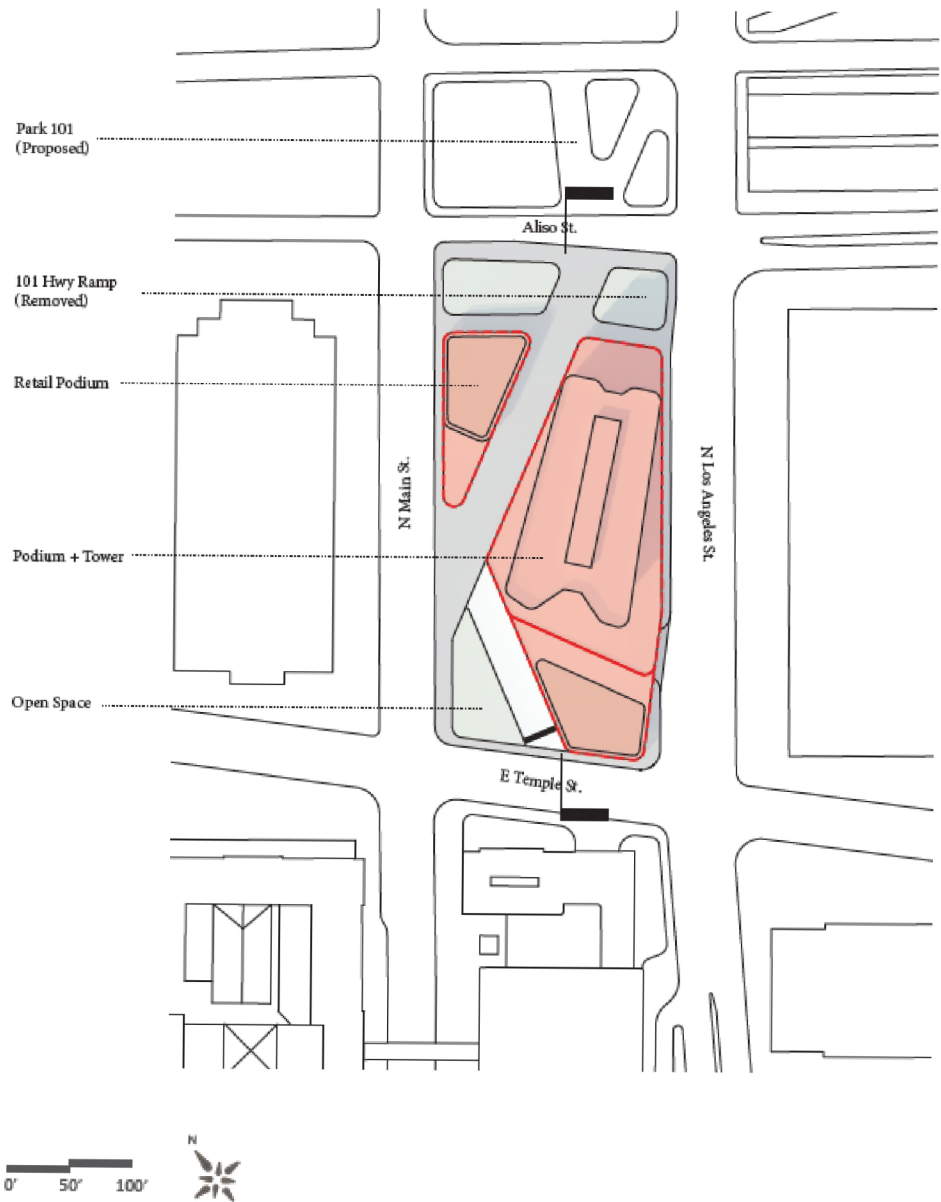 Park 101
(Proposed)
Aliso St.
101 Hwy Ramp
(Removed)
Retail Podium
N Main St.
N Los Angeles St.
Podium + Tower
Open Space
E Temple St.
N
0'
50'
100'